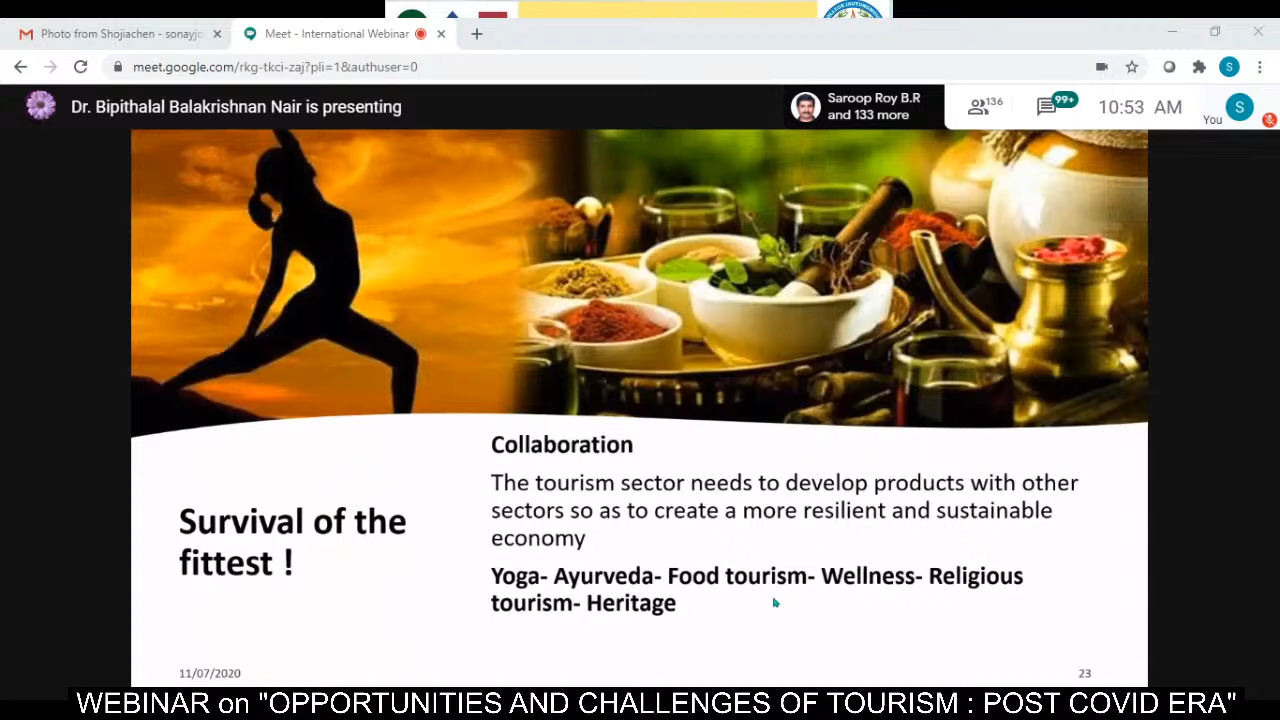 COLLEGE (AUTONOMOUS
Photo from Shojiachen - sonayjo
Meet - International Webinar
meet.google.com/rkg-tkci-zaj?pli=1&authuser=0
S
Dr. Bipithalal Balakrishnan Nair is presenting
Saroop Roy B.R
and 133 more
136
99+
10:53 AM
You
S
Collaboration
The tourism sector needs to develop products with other
sectors so as to create a more resilient and sustainable
economy
Survival of the
fittest !
Yoga- Ayurveda- Food tourism- Wellness- Religious
tourism- Heritage
11/07/2020
23
WEBINAR on "OPPORTUNITIES AND CHALLENGES OF TOURISM : POST COVID ERA"